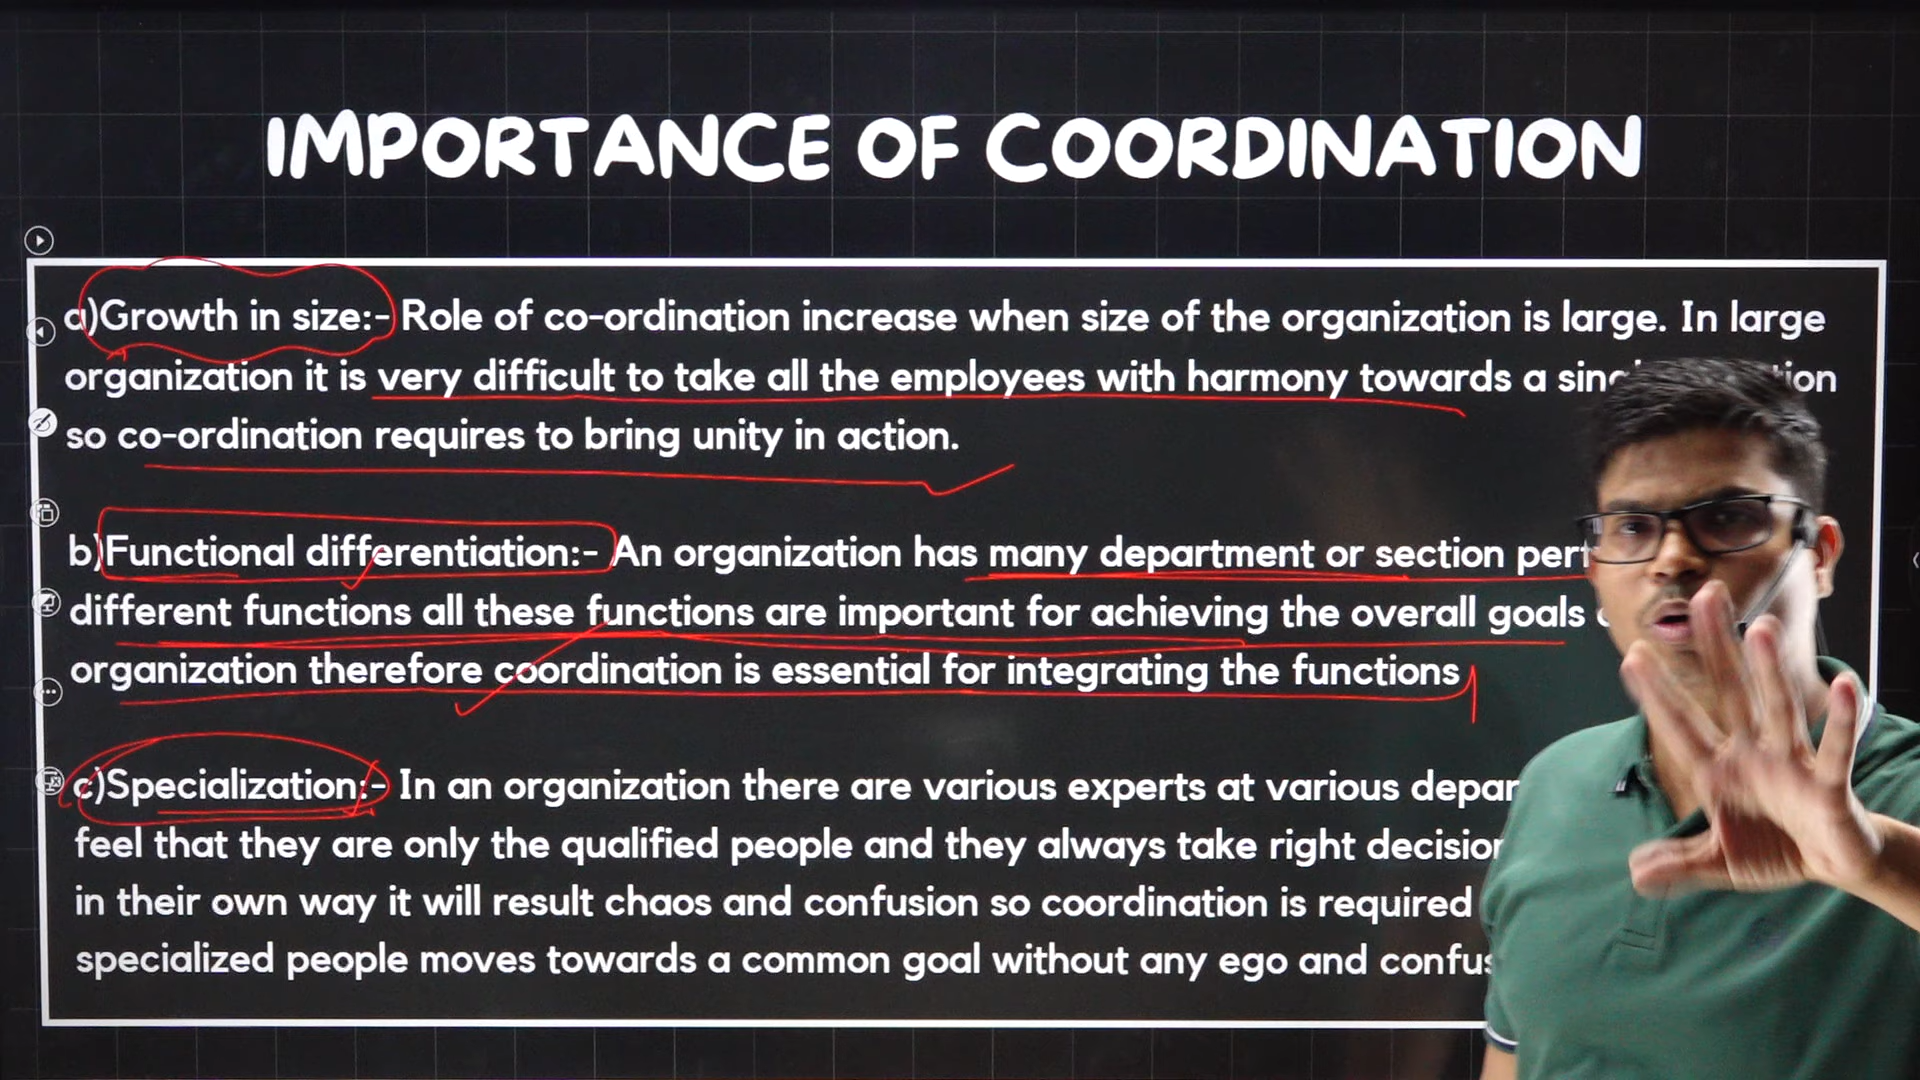 IMPORTANCE OF COORDINATION
a)Growth in size:- Role of co-ordination increase when size of the organization is large. In large
organization it is very difficult to take all the employees with harmony towards a
so co-ordination requires to bring unity in action.
b)Functional differentiation:- An organization has many department or section
different functions all these functions are important for achieving the overall goals
organization therefore coordination is essential for integrating the functions
c)Specialization:- In an organization there are various experts at various
feel that they are only the qualified people and they always take right
in their own way it will result chaos and confusion so coordination is required
specialized people moves towards a common goal without any ego and